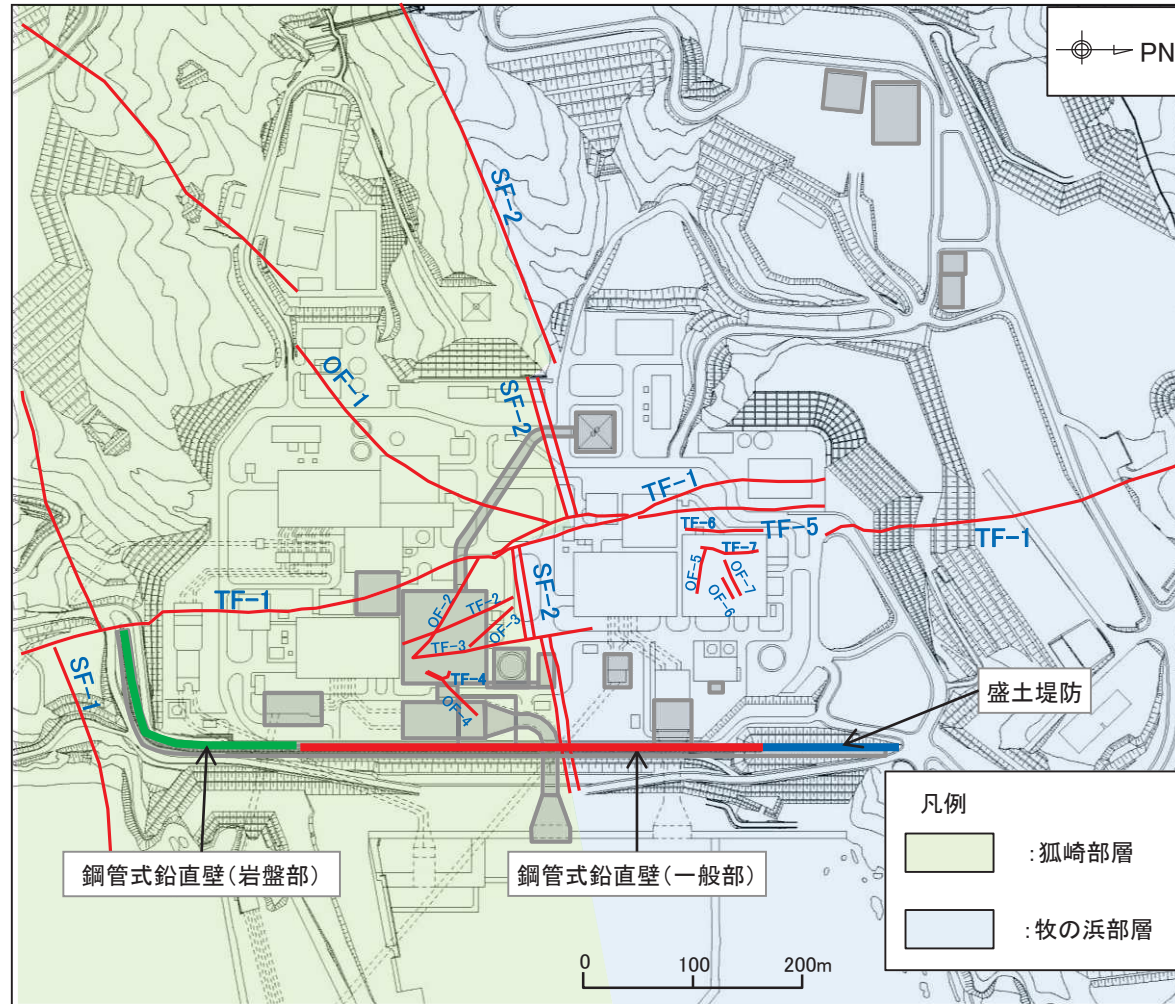 PN
SF-2
OF-1
SF-2
TF-1
TF-6
TF-5
TF-1
TF-7
OF-5
OF-7
OF-6
SF-2
OF-2
TF-2
OF-3
TF-1
TF-3
SF-1
TF-4
OF-4
盛土堤防
鋼管式鉛直壁(岩盤部)
鋼管式鉛直壁(一般部)
凡例
:狐崎部層
:牧の浜部層
0 100 200m